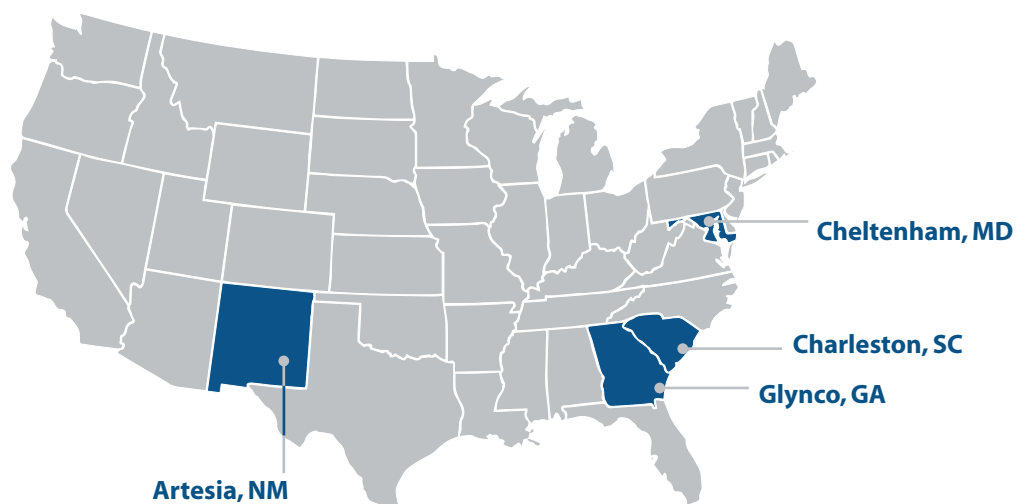 Cheltenham, MD
Charleston, SC
Glynco, GA
Artesia, NM